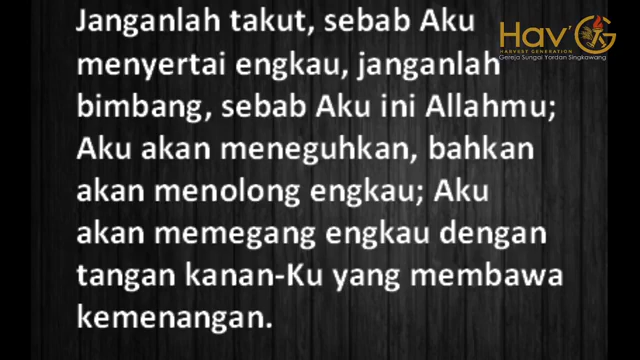 Janganlah takut, sebab Aku
menyertai engkau, janganlah
bimbang, sebab Aku ini Allahmu;
Aku akan meneguhkan, bahkan
akan menolong engkau; Aku
akan memegang engkau dengan
tangan kanan-Ku yang membawa
kemenangan.
Hav'G
HARVEST GENERATION
Gereja Sungai Yordan Singkawang